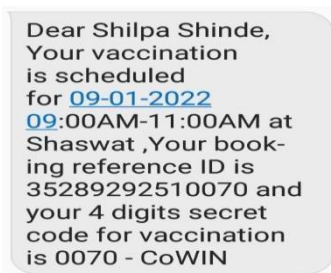 Dear Shilpa Shinde,
Your vaccination
is scheduled
for 09-01-2022
09:00AM-11:00AM at
Shaswat ,Your book-
ing reference ID is
35289292510070 and
your 4 digits secret
code for vaccination
is 0070 - CoWIN